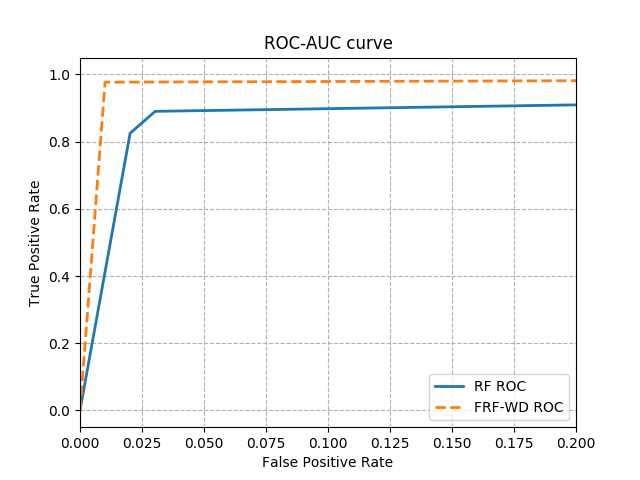 ROC-AUC curve
True Positive Rate
1.0
0.8
0.6
0.4
0.2
0.0
RF ROC
FRF-WD ROC
0.000 0.025 0.050 0.075 0.100 0.125 0.150 0.175 0.200
False Positive Rate